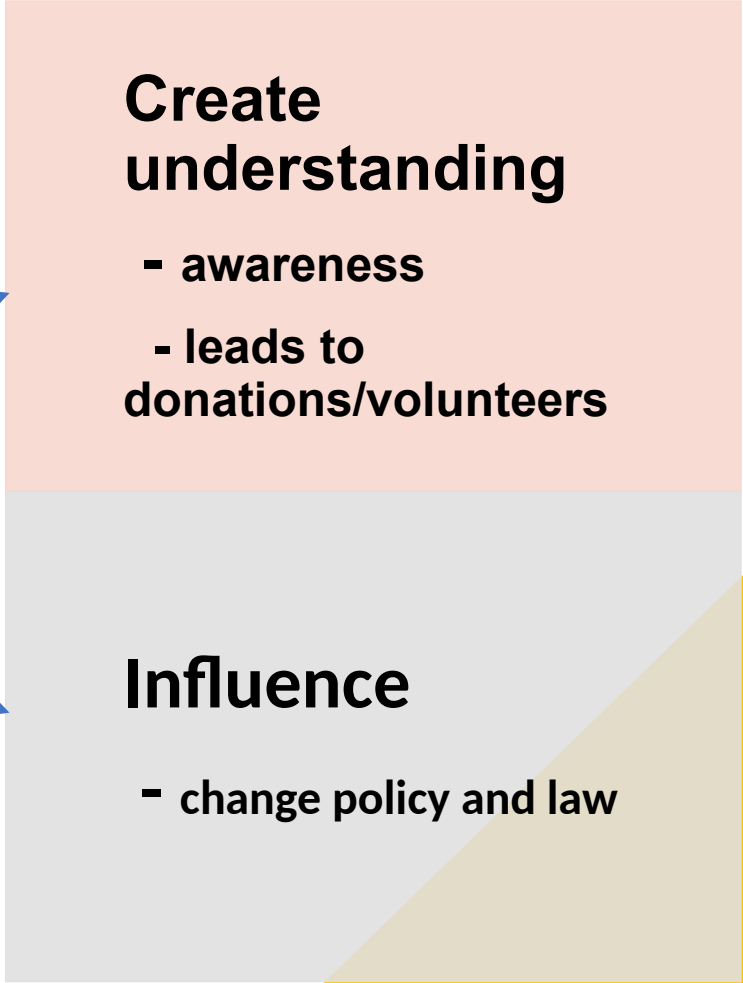 Create
understanding
- awareness
- leads to
donations/volunteers
Influence
- change policy and law